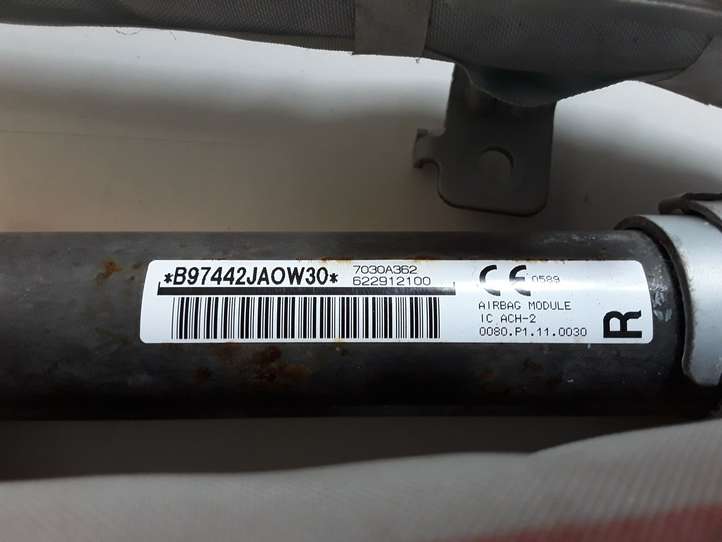 *B97442JAOW30*
7030A362
622912100
CE 0589
AIRBAG MODULE
IC ACH-2
0080.P1.11.0030
R